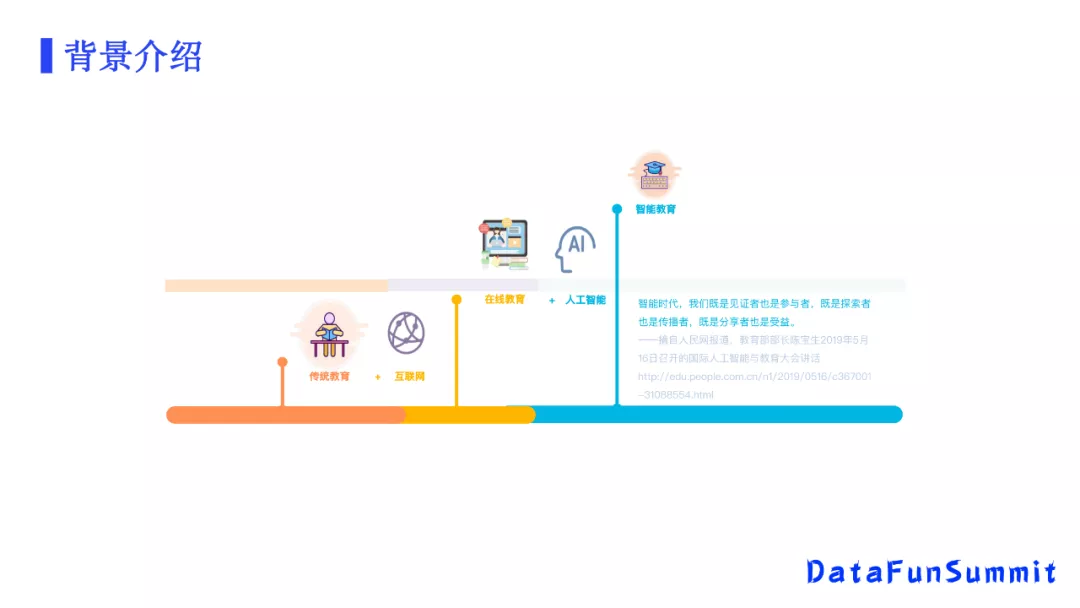 背景介绍
智能教育
AI
在线教育 + 人工智能
传统教育 + 互联网
智能时代，我们既是见证者也是参与者，既是探索者
也是传播者，既是分享者也是受益。
——摘自人民网报道，教育部部长陈宝生2019年5月
16日召开的国际人工智能与教育大会讲话
http://edu.people.com.cn/n1/2019/0516/c367001
-31088554.html
DataFunSummit